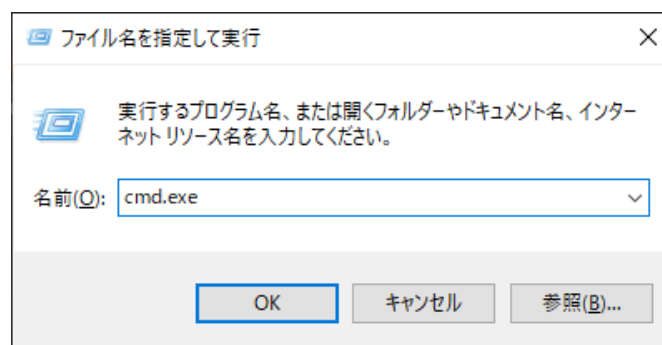 ファイル名を指定して実行
実行するプログラム名、または開くフォルダーやドキュメント名、インター
ネット リソース名を入力してください。
名前(O): cmd.exe
OK キャンセル 参照(B)...